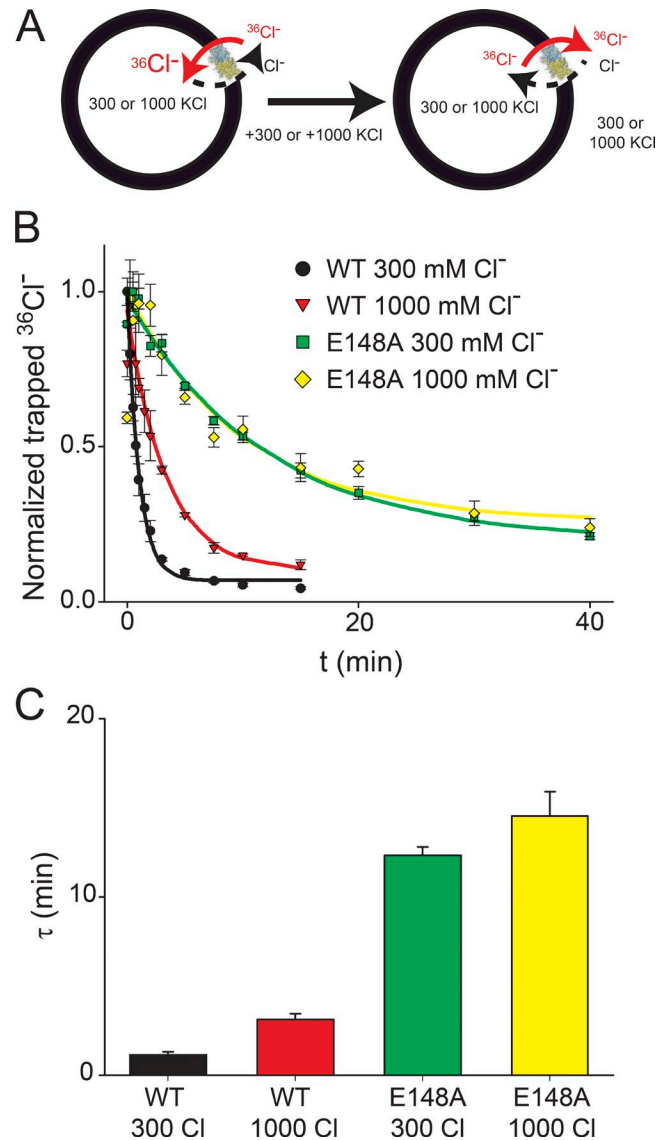 A
³⁶Cl⁻
³⁶Cl⁻
Cl⁻
300 or 1000 KCl
+300 or +1000 KCl
³⁶Cl⁻
³⁶Cl⁻
Cl⁻
300 or 1000 KCl
300 or
1000 KCl
B
Normalized trapped ³⁶Cl⁻
1.0
0.5
0.0
WT 300 mM Cl⁻
WT 1000 mM Cl⁻
E148A 300 mM Cl⁻
E148A 1000 mM Cl⁻
0
20
40
t (min)
C
τ (min)
20
10
0
WT
300 Cl
WT
1000 Cl
E148A
300 Cl
E148A
1000 Cl